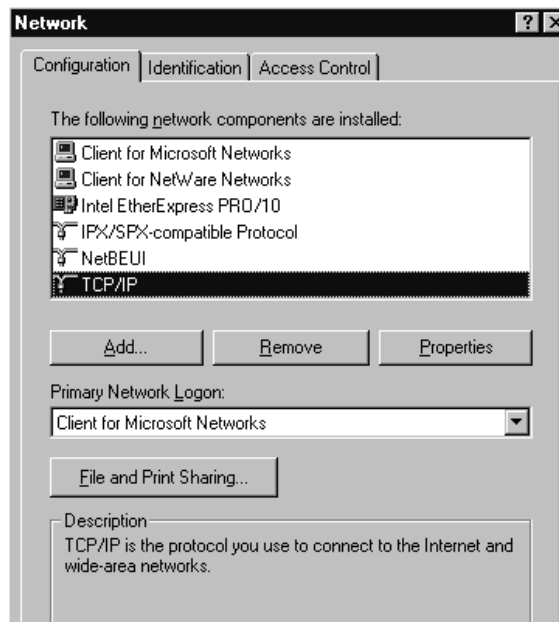 Network
Configuration Identification Access Control
The following network components are installed:
Client for Microsoft Networks
Client for NetWare Networks
Intel EtherExpress PRO/10
IPX/SPX-compatible Protocol
NetBEUI
TCP/IP
Add... Remove Properties
Primary Network Logon:
Client for Microsoft Networks
File and Print Sharing...
Description
TCP/IP is the protocol you use to connect to the Internet and
wide-area networks.